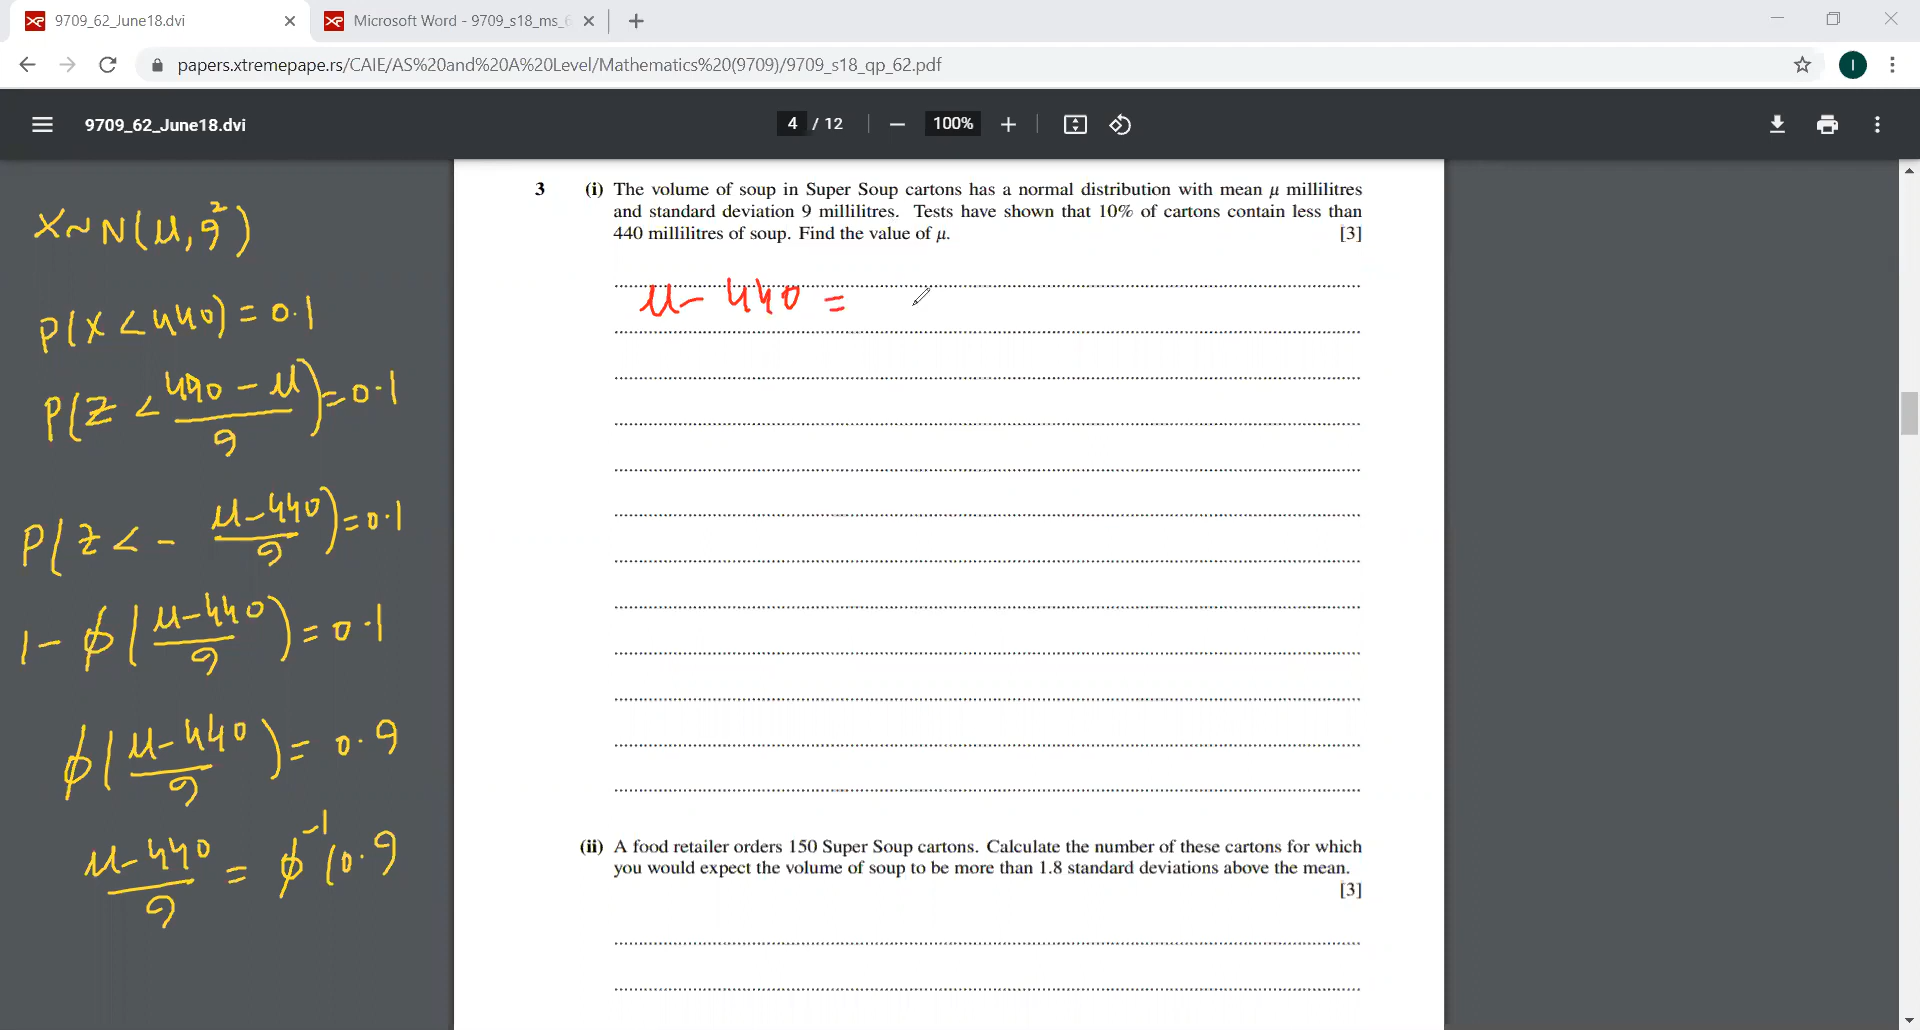 9709_62_June18.dvi
Microsoft Word - 9709_s18_ms_6
papers.xtremepape.rs/CAIE/AS%20and%20A%20Level/Mathematics%20(9709)/9709_s18_qp_62.pdf
I
9709_62_June18.dvi
4 / 12
100%
3 (i) The volume of soup in Super Soup cartons has a normal distribution with mean μ millilitres
and standard deviation 9 millilitres. Tests have shown that 10% of cartons contain less than
440 millilitres of soup. Find the value of μ. [3]
μ - 440 =
X ~ N(μ, 9²)
P(X < 440) = 0.1
P(Z < (440 - μ)/9) = 0.1
P(Z < - (μ - 440)/9) = 0.1
1 - ϕ((μ - 440)/9) = 0.1
ϕ((μ - 440)/9) = 0.9
(μ - 440)/9 = ϕ⁻¹(0.9
(ii) A food retailer orders 150 Super Soup cartons. Calculate the number of these cartons for which
you would expect the volume of soup to be more than 1.8 standard deviations above the mean.
[3]